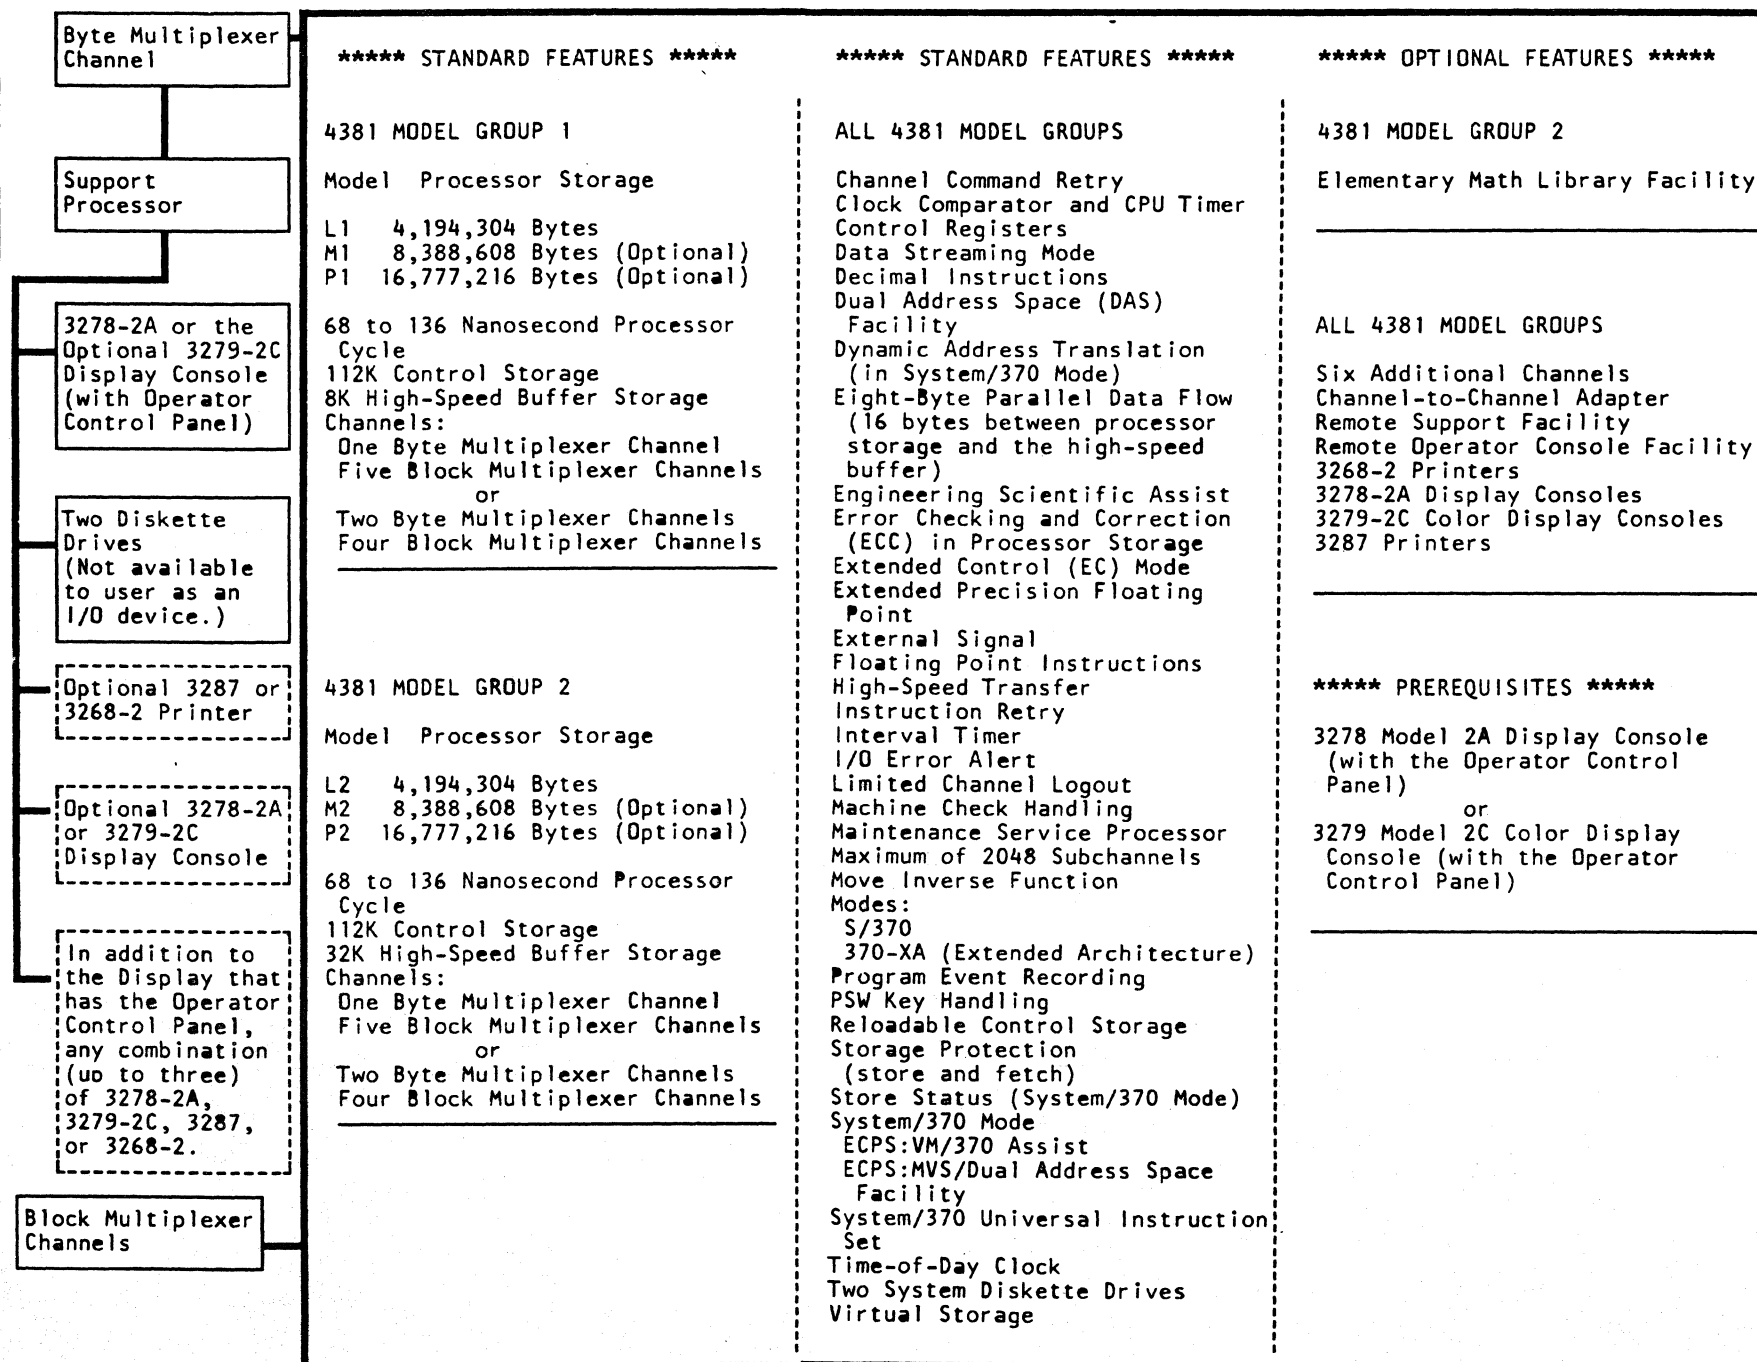 Byte Multiplexer
Channel
Support
Processor
3278-2A or the
Optional 3279-2C
Display Console
(with Operator
Control Panel)
Two Diskette
Drives
(Not available
to user as an
I/O device.)
Optional 3287 or
3268-2 Printer
Optional 3278-2A
or 3279-2C
Display Console
In addition to
the Display that
has the Operator
Control Panel,
any combination
(up to three)
of 3278-2A,
3279-2C, 3287,
or 3268-2.
Block Multiplexer
Channels
***** STANDARD FEATURES *****
4381 MODEL GROUP 1
Model Processor Storage
L1 4,194,304 Bytes
M1 8,388,608 Bytes (Optional)
P1 16,777,216 Bytes (Optional)
68 to 136 Nanosecond Processor
Cycle
112K Control Storage
8K High-Speed Buffer Storage
Channels:
One Byte Multiplexer Channel
Five Block Multiplexer Channels
or
Two Byte Multiplexer Channels
Four Block Multiplexer Channels
4381 MODEL GROUP 2
Model Processor Storage
L2 4,194,304 Bytes
M2 8,388,608 Bytes (Optional)
P2 16,777,216 Bytes (Optional)
68 to 136 Nanosecond Processor
Cycle
112K Control Storage
32K High-Speed Buffer Storage
Channels:
One Byte Multiplexer Channel
Five Block Multiplexer Channels
or
Two Byte Multiplexer Channels
Four Block Multiplexer Channels
***** STANDARD FEATURES *****
ALL 4381 MODEL GROUPS
Channel Command Retry
Clock Comparator and CPU Timer
Control Registers
Data Streaming Mode
Decimal Instructions
Dual Address Space (DAS)
Facility
Dynamic Address Translation
(in System/370 Mode)
Eight-Byte Parallel Data Flow
(16 bytes between processor
storage and the high-speed
buffer)
Engineering Scientific Assist
Error Checking and Correction
(ECC) in Processor Storage
Extended Control (EC) Mode
Extended Precision Floating
Point
External Signal
Floating Point Instructions
High-Speed Transfer
Instruction Retry
Interval Timer
I/O Error Alert
Limited Channel Logout
Machine Check Handling
Maintenance Service Processor
Maximum of 2048 Subchannels
Move Inverse Function
Modes:
S/370
370-XA (Extended Architecture)
Program Event Recording
PSW Key Handling
Reloadable Control Storage
Storage Protection
(store and fetch)
Store Status (System/370 Mode)
System/370 Mode
ECPS:VM/370 Assist
ECPS:MVS/Dual Address Space
Facility
System/370 Universal Instruction
Set
Time-of-Day Clock
Two System Diskette Drives
Virtual Storage
***** OPTIONAL FEATURES *****
4381 MODEL GROUP 2
Elementary Math Library Facility
ALL 4381 MODEL GROUPS
Six Additional Channels
Channel-to-Channel Adapter
Remote Support Facility
Remote Operator Console Facility
3268-2 Printers
3278-2A Display Consoles
3279-2C Color Display Consoles
3287 Printers
***** PREREQUISITES *****
3278 Model 2A Display Console
(with the Operator Control
Panel)
or
3279 Model 2C Color Display
Console (with the Operator
Control Panel)